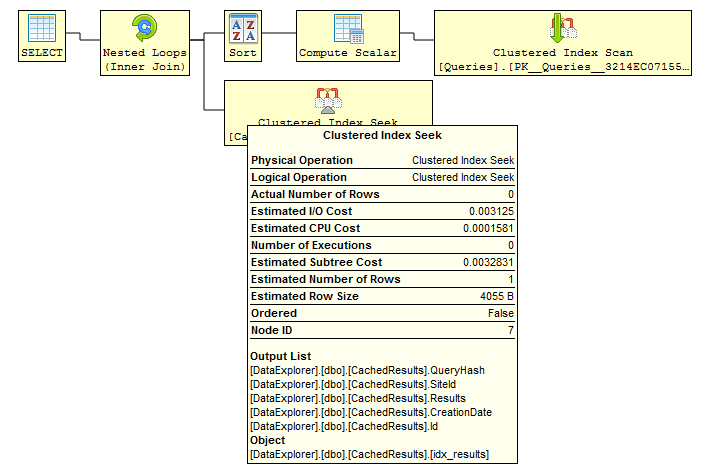 SELECT
Nested Loops
(Inner Join)
Sort
Compute Scalar
Clustered Index Scan
[Queries].[PK__Queries__3214EC07155...
Clustered Index Seek
[Ca
Clustered Index Seek
Physical Operation Clustered Index Seek
Logical Operation Clustered Index Seek
Actual Number of Rows 0
Estimated I/O Cost 0.003125
Estimated CPU Cost 0.0001581
Number of Executions 0
Estimated Subtree Cost 0.0032831
Estimated Number of Rows 1
Estimated Row Size 4055 B
Ordered False
Node ID 7
Output List
[DataExplorer].[dbo].[CachedResults].QueryHash
[DataExplorer].[dbo].[CachedResults].SiteId
[DataExplorer].[dbo].[CachedResults].Results
[DataExplorer].[dbo].[CachedResults].CreationDate
[DataExplorer].[dbo].[CachedResults].Id
Object
[DataExplorer].[dbo].[CachedResults].[idx_results]